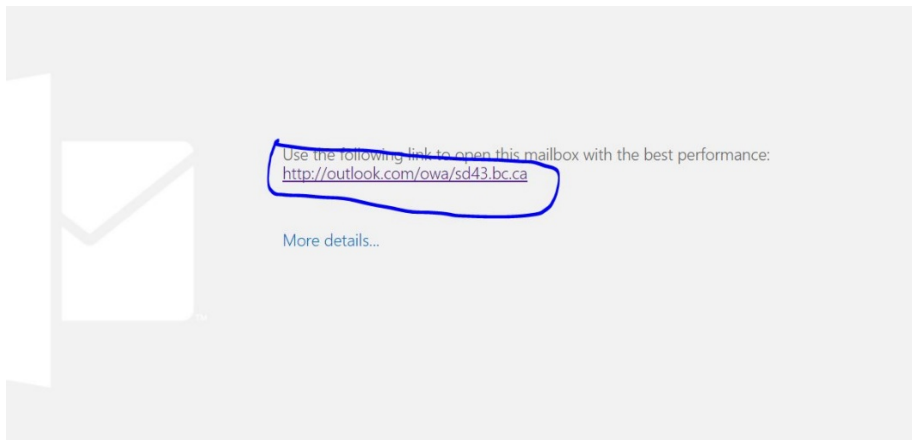 Use the following link to open this mailbox with the best performance:
http://outlook.com/owa/sd43.bc.ca
More details...